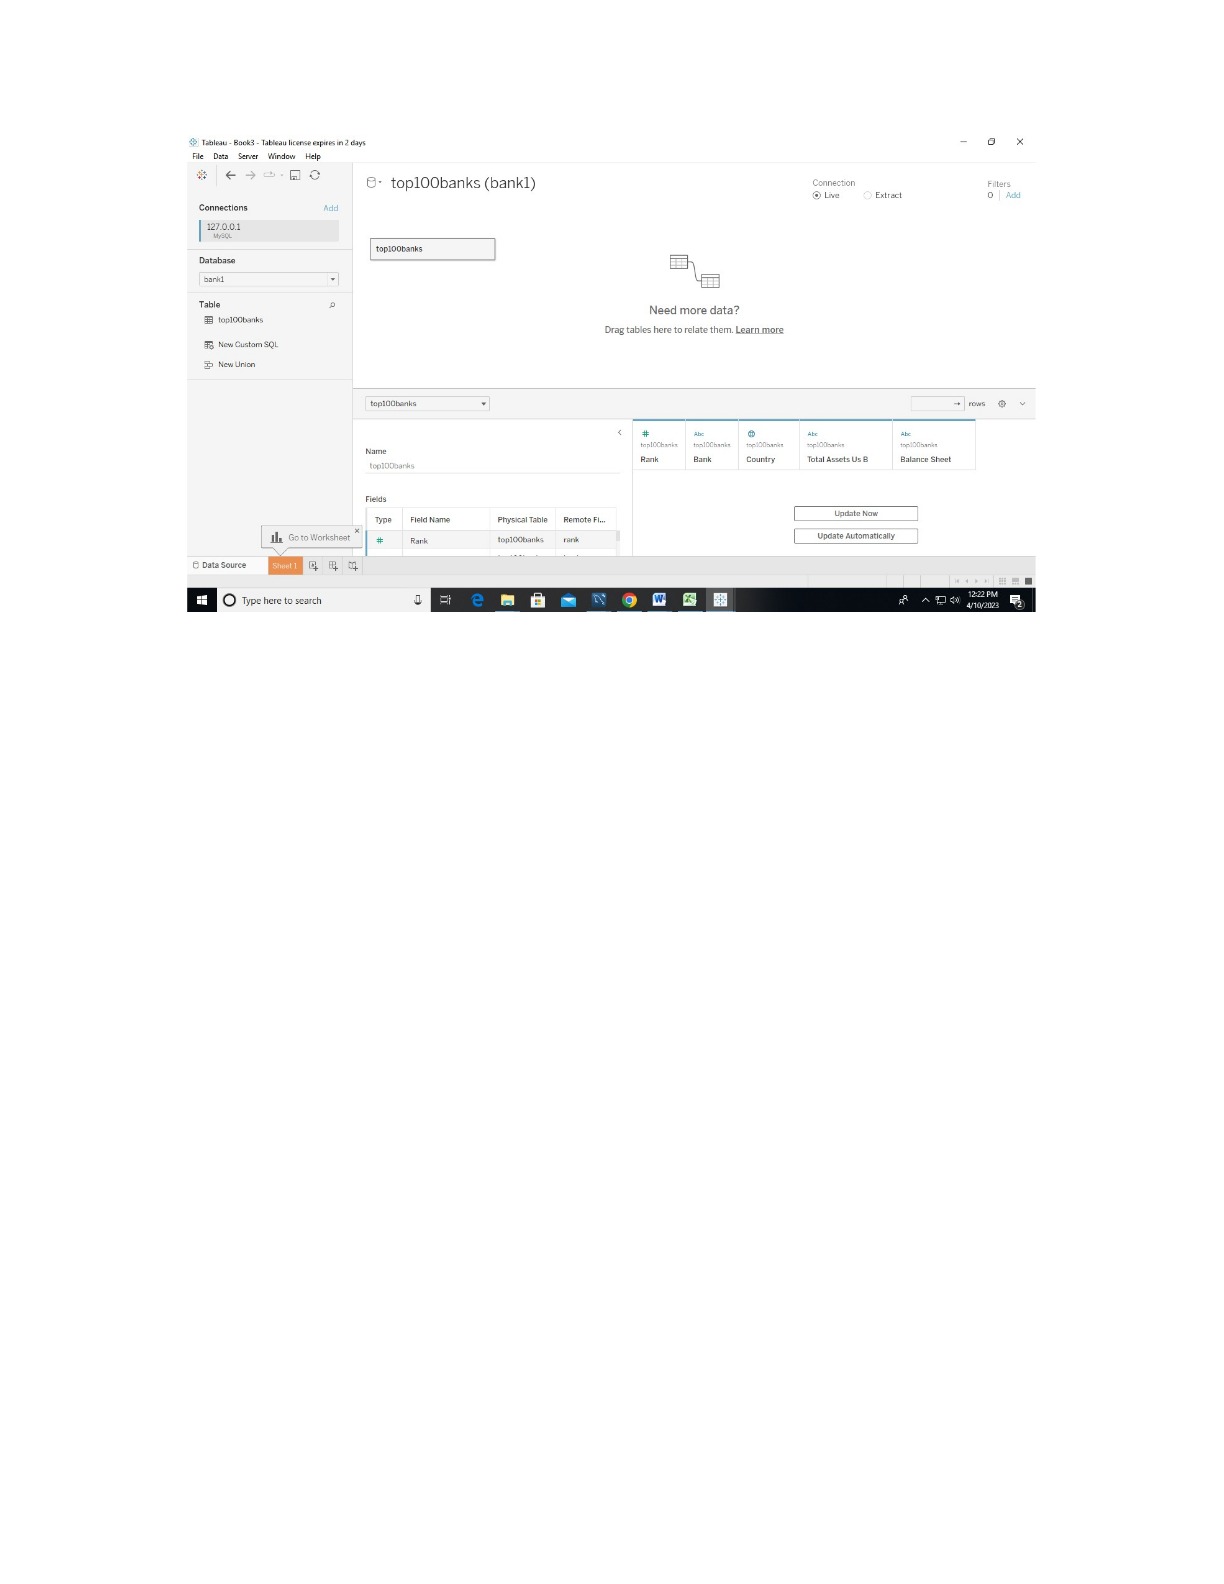 Tableau - Book3 - Tableau license expires in 2 days
File Data Server Window Help
Connections Add
127.0.0.1
MySQL
Database
bank1
Table
top100banks
New Custom SQL
New Union
top100banks (bank1)
Connection
Live Extract
Filters
0 | Add
top100banks
Need more data?
Drag tables here to relate them. Learn more
top100banks
rows
Name
top100banks
Fields
Type Field Name Physical Table Remote Fi...
# Rank top100banks rank
# Abc Abc Abc
top100banks top100banks top100banks top100banks top100banks
Rank Bank Country Total Assets Us B Balance Sheet
Update Now
Update Automatically
Go to Worksheet
Data Source Sheet 1
Type here to search
12:22 PM
4/10/2023
2